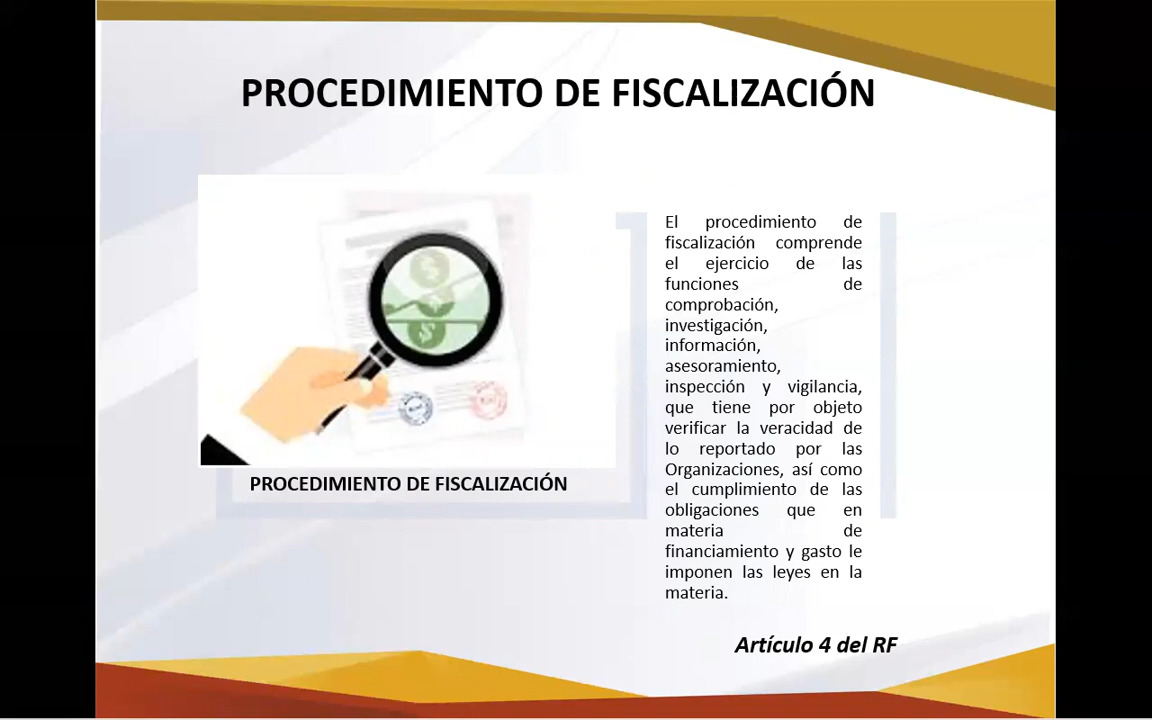 PROCEDIMIENTO DE FISCALIZACIÓN
PROCEDIMIENTO DE FISCALIZACIÓN
El procedimiento de
fiscalización comprende
el ejercicio de las
funciones de
comprobación,
investigación,
información,
asesoramiento,
inspección y vigilancia,
que tiene por objeto
verificar la veracidad de
lo reportado por las
Organizaciones, así como
el cumplimiento de las
obligaciones que en
materia de
financiamiento y gasto le
imponen las leyes en la
materia.
Artículo 4 del RF